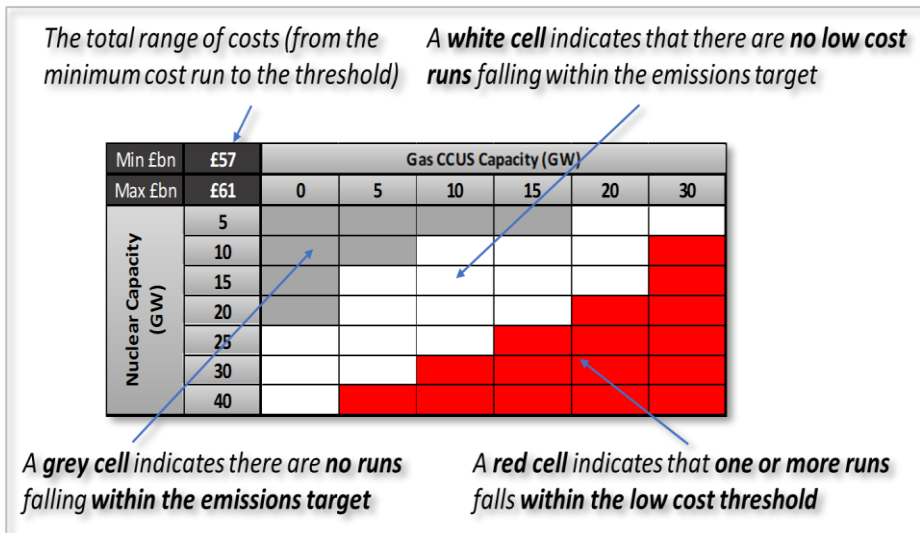 The total range of costs (from the
minimum cost run to the threshold)
A white cell indicates that there are no low cost
runs falling within the emissions target
Min £bn £57 Gas CCUS Capacity (GW)
Max £bn £61 0 5 10 15 20 30
Nuclear Capacity
(GW)
5
10
15
20
25
30
40
A grey cell indicates there are no runs
falling within the emissions target
A red cell indicates that one or more runs
falls within the low cost threshold